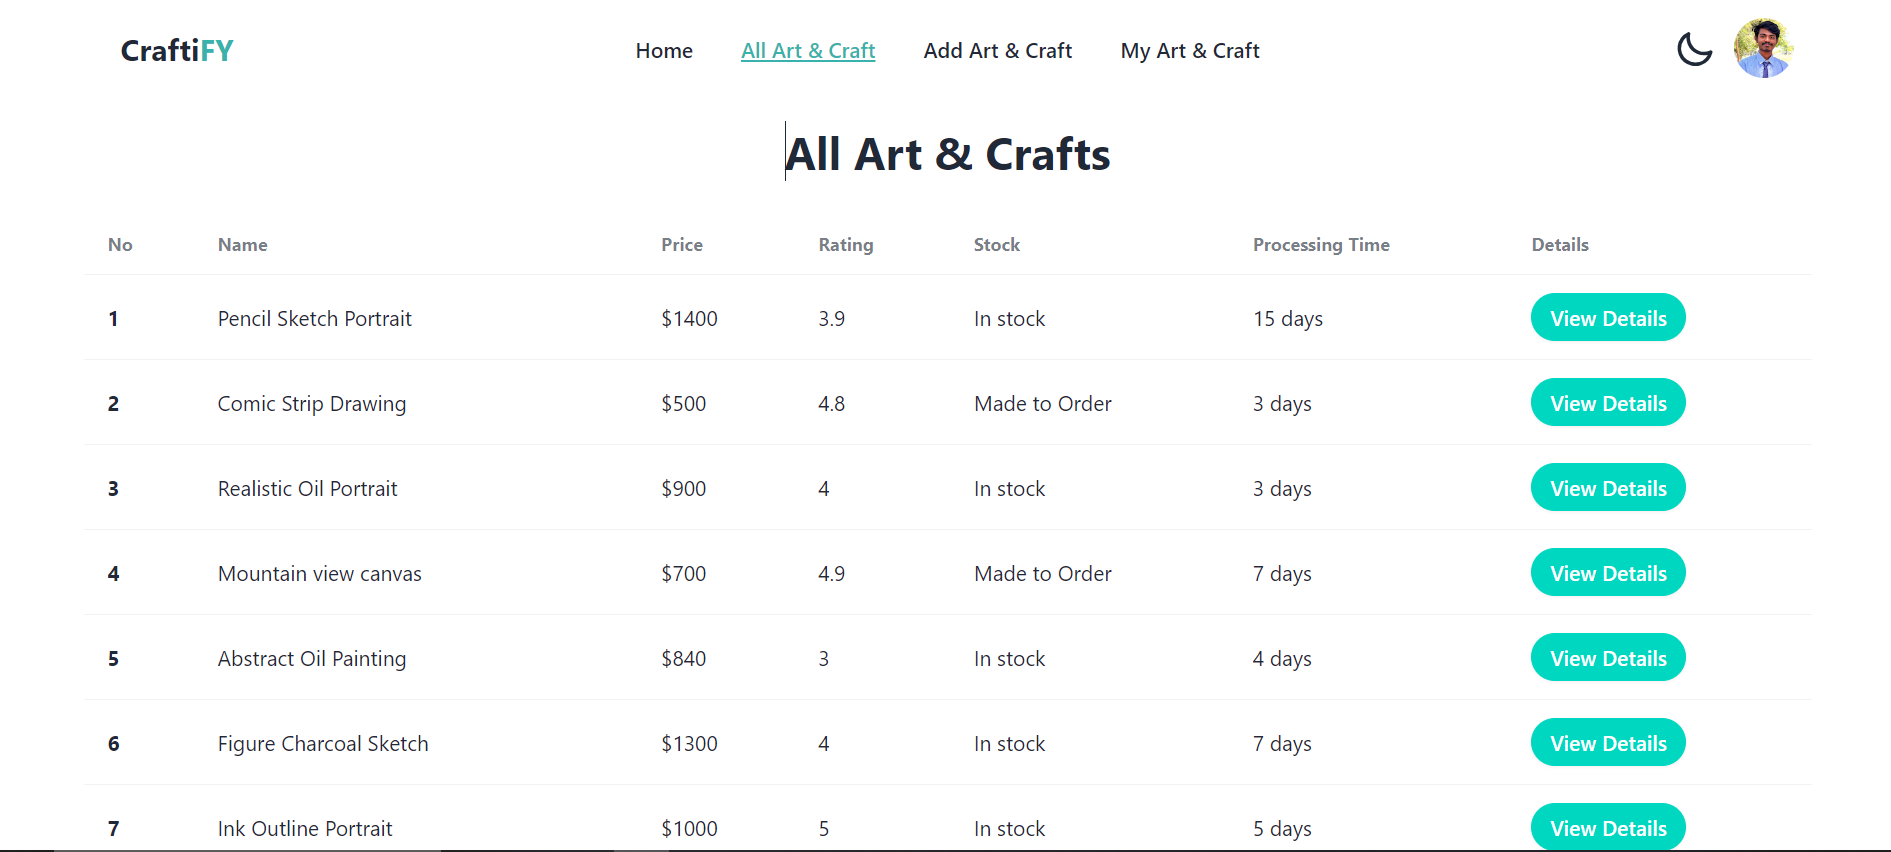 CraftiFY Home All Art & Craft Add Art & Craft My Art & Craft
All Art & Crafts
No Name Price Rating Stock Processing Time Details
1 Pencil Sketch Portrait $1400 3.9 In stock 15 days View Details
2 Comic Strip Drawing $500 4.8 Made to Order 3 days View Details
3 Realistic Oil Portrait $900 4 In stock 3 days View Details
4 Mountain view canvas $700 4.9 Made to Order 7 days View Details
5 Abstract Oil Painting $840 3 In stock 4 days View Details
6 Figure Charcoal Sketch $1300 4 In stock 7 days View Details
7 Ink Outline Portrait $1000 5 In stock 5 days View Details